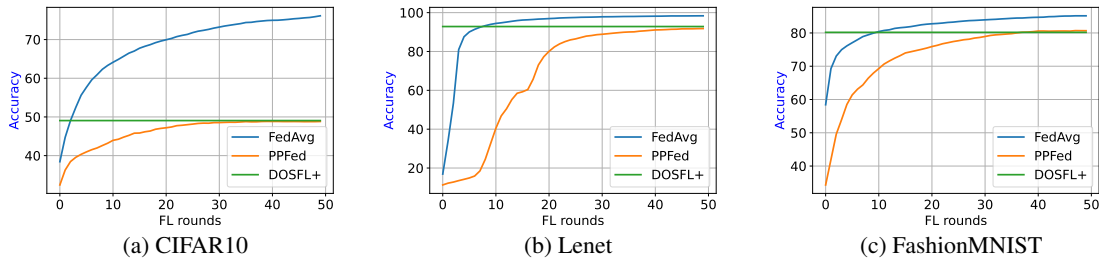 Accuracy
70
60
50
40
0
10
20
30
40
50
FL rounds
FedAvg
PPFed
DOSFL+
(a) CIFAR10
Accuracy
100
80
60
40
20
0
10
20
30
40
50
FL rounds
FedAvg
PPFed
DOSFL+
(b) Lenet
Accuracy
80
70
60
50
40
0
10
20
30
40
50
FL rounds
FedAvg
PPFed
DOSFL+
(c) FashionMNIST